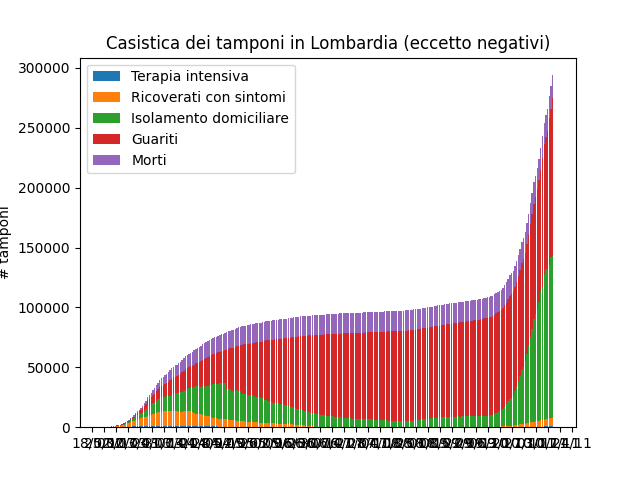 Casistica dei tamponi in Lombardia (eccetto negativi)
Terapia intensiva
Ricoverati con sintomi
Isolamento domiciliare
Guariti
Morti
300000
250000
200000
150000
100000
50000
0
# tamponi